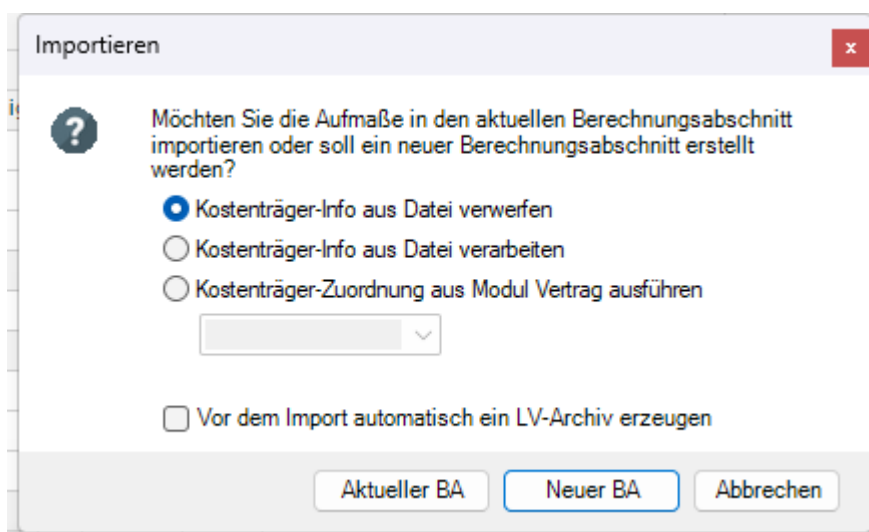 Importieren
x
?
Möchten Sie die Aufmaße in den aktuellen Berechnungsabschnitt
importieren oder soll ein neuer Berechnungsabschnitt erstellt
werden?
Kostenträger-Info aus Datei verwerfen
Kostenträger-Info aus Datei verarbeiten
Kostenträger-Zuordnung aus Modul Vertrag ausführen
Vor dem Import automatisch ein LV-Archiv erzeugen
Aktueller BA
Neuer BA
Abbrechen